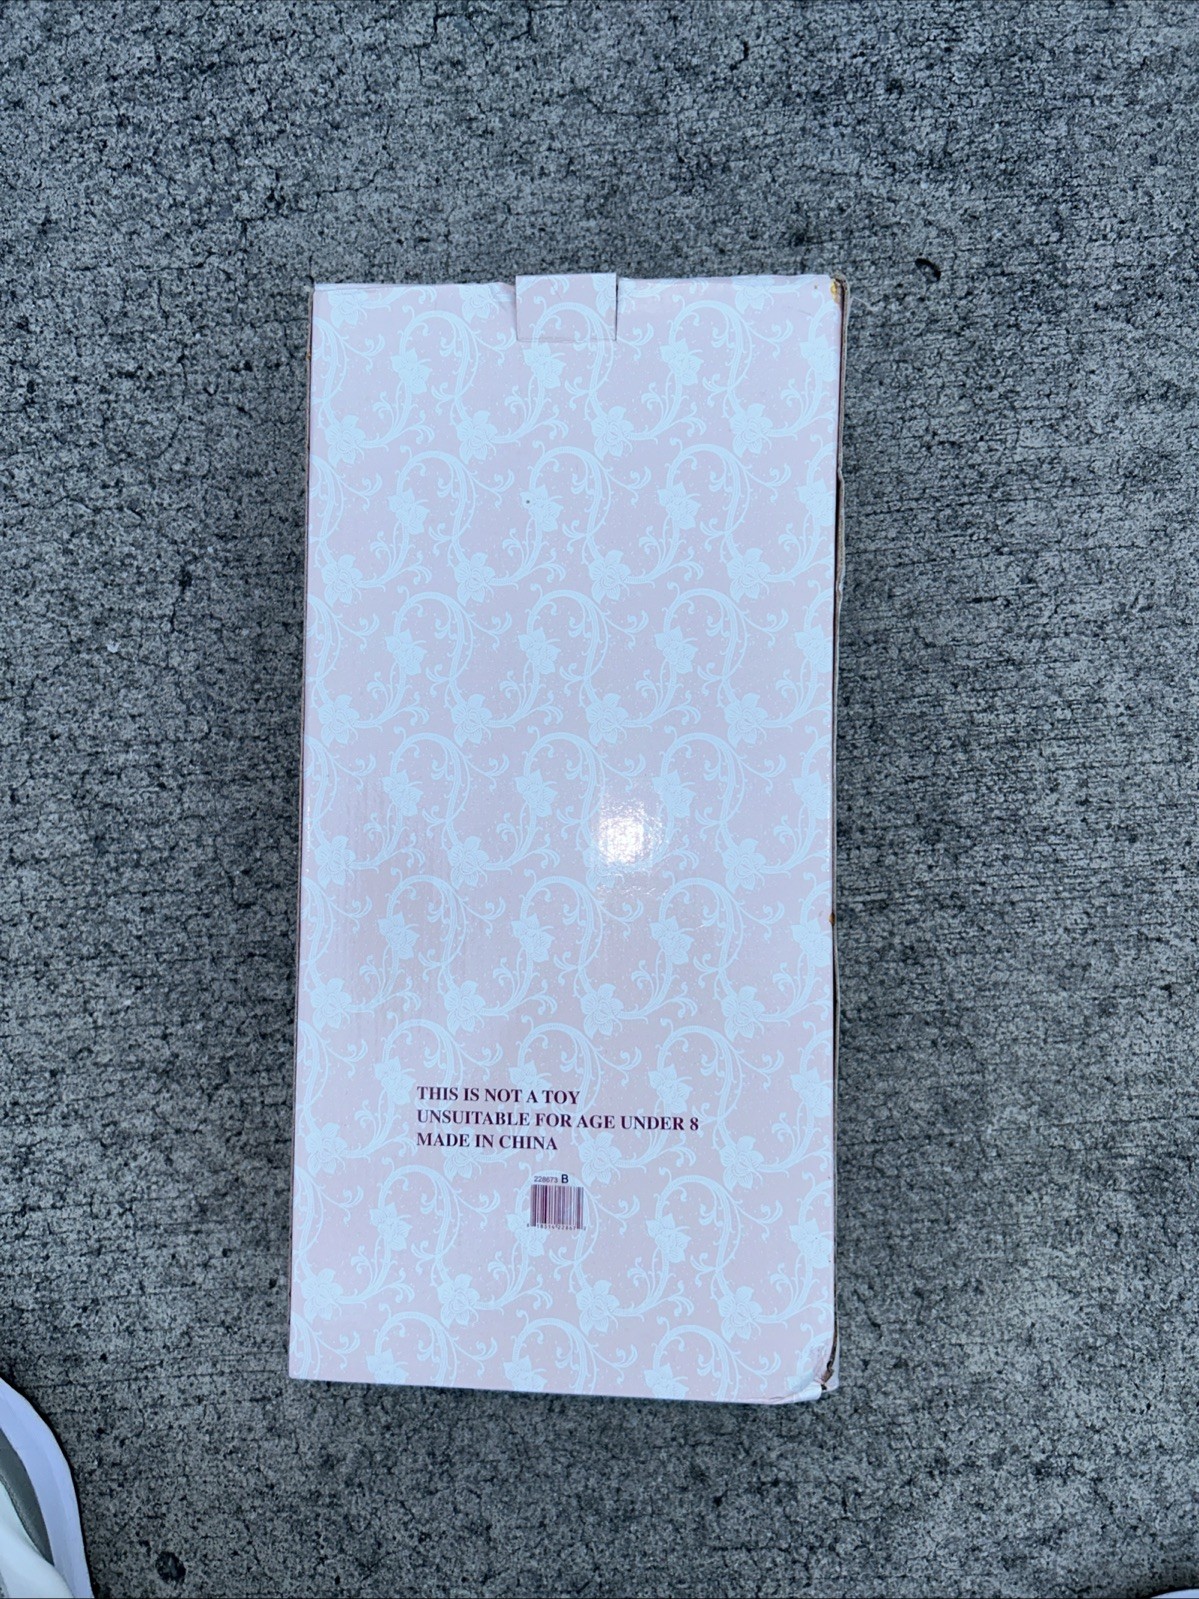 THIS IS NOT A TOY
UNSUITABLE FOR AGE UNDER 8
MADE IN CHINA
228673 B